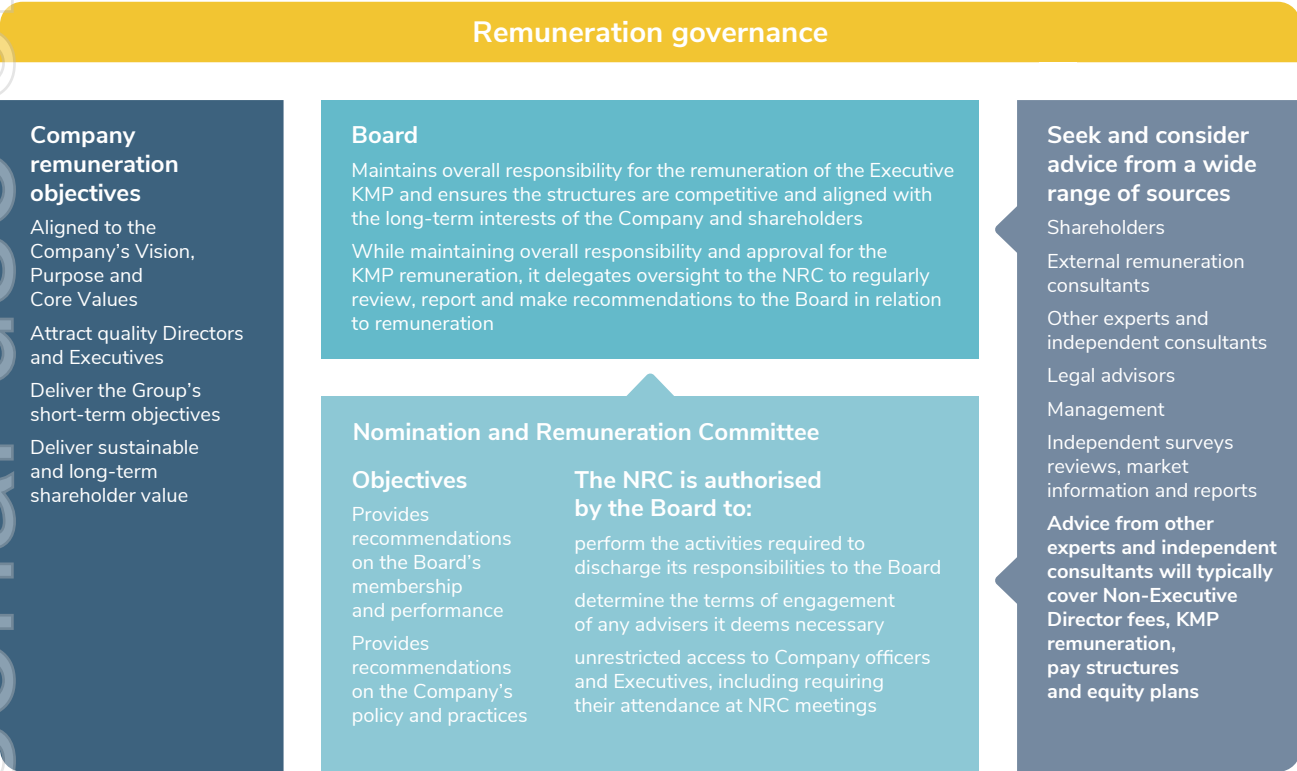 Remuneration governance
Company
remuneration
objectives
Aligned to the
Company’s Vision,
Purpose and
Core Values
Attract quality Directors
and Executives
Deliver the Group’s
short-term objectives
Deliver sustainable
and long-term
shareholder value
Board
Maintains overall responsibility for the remuneration of the Executive
KMP and ensures the structures are competitive and aligned with
the long-term interests of the Company and shareholders
While maintaining overall responsibility and approval for the
KMP remuneration, it delegates oversight to the NRC to regularly
review, report and make recommendations to the Board in relation
to remuneration
Nomination and Remuneration Committee
Objectives
Provides
recommendations
on the Board’s
membership
and performance
Provides
recommendations
on the Company’s
policy and practices
The NRC is authorised
by the Board to:
perform the activities required to
discharge its responsibilities to the Board
determine the terms of engagement
of any advisers it deems necessary
unrestricted access to Company officers
and Executives, including requiring
their attendance at NRC meetings
Seek and consider
advice from a wide
range of sources
Shareholders
External remuneration
consultants
Other experts and
independent consultants
Legal advisors
Management
Independent surveys
reviews, market
information and reports
Advice from other
experts and independent
consultants will typically
cover Non-Executive
Director fees, KMP
remuneration,
pay structures
and equity plans